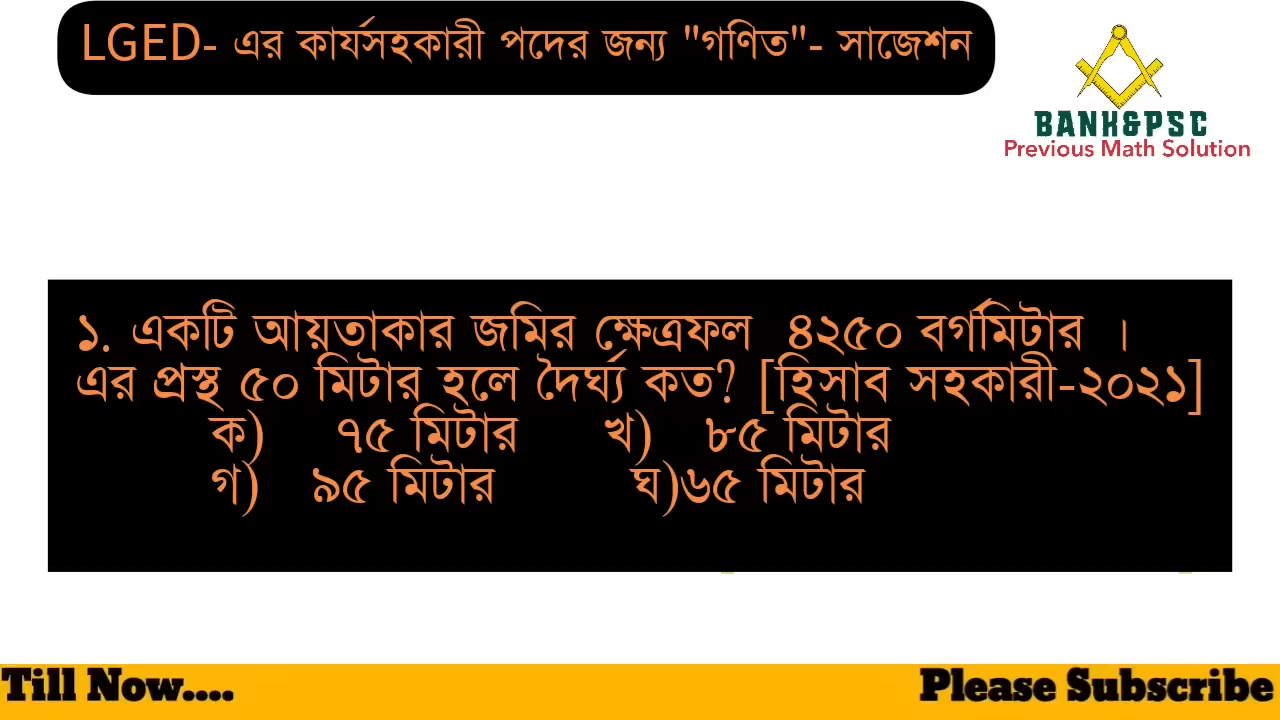 LGED- এর কার্যসহকারী পদের জন্য "গণিত"- সাজেশন
BANK&PSC
Previous Math Solution
১. একটি আয়তাকার জমির ক্ষেত্রফল ৪২৫০ বর্গমিটার ।
এর প্রস্থ ৫০ মিটার হলে দৈর্ঘ্য কত? [হিসাব সহকারী-২০২১]
ক) ৭৫ মিটার খ) ৮৫ মিটার
গ) ৯৫ মিটার ঘ)৬৫ মিটার
Till Now.... Please Subscribe